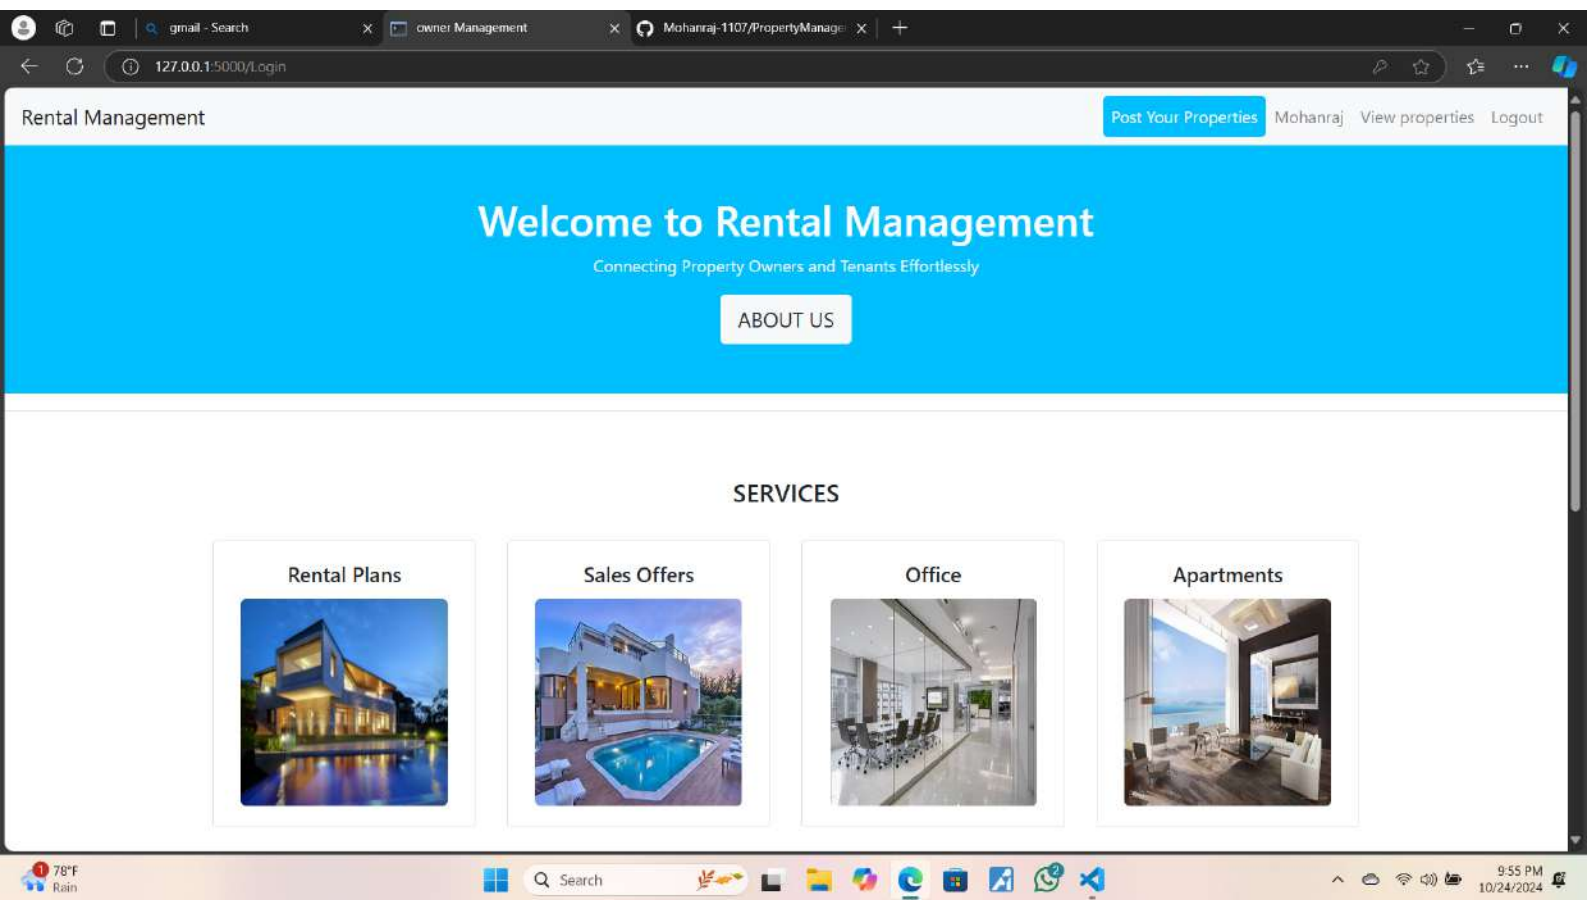 gmail - Search
owner Management
Mohanraj-1107/PropertyManage
127.0.0.1:5000/Login
Rental Management
Post Your Properties
Mohanraj
View properties
Logout
Welcome to Rental Management
Connecting Property Owners and Tenants Effortlessly
ABOUT US
SERVICES
Rental Plans
Sales Offers
Office
Apartments
1
78°F
Rain
Search
2
9:55 PM
10/24/2024